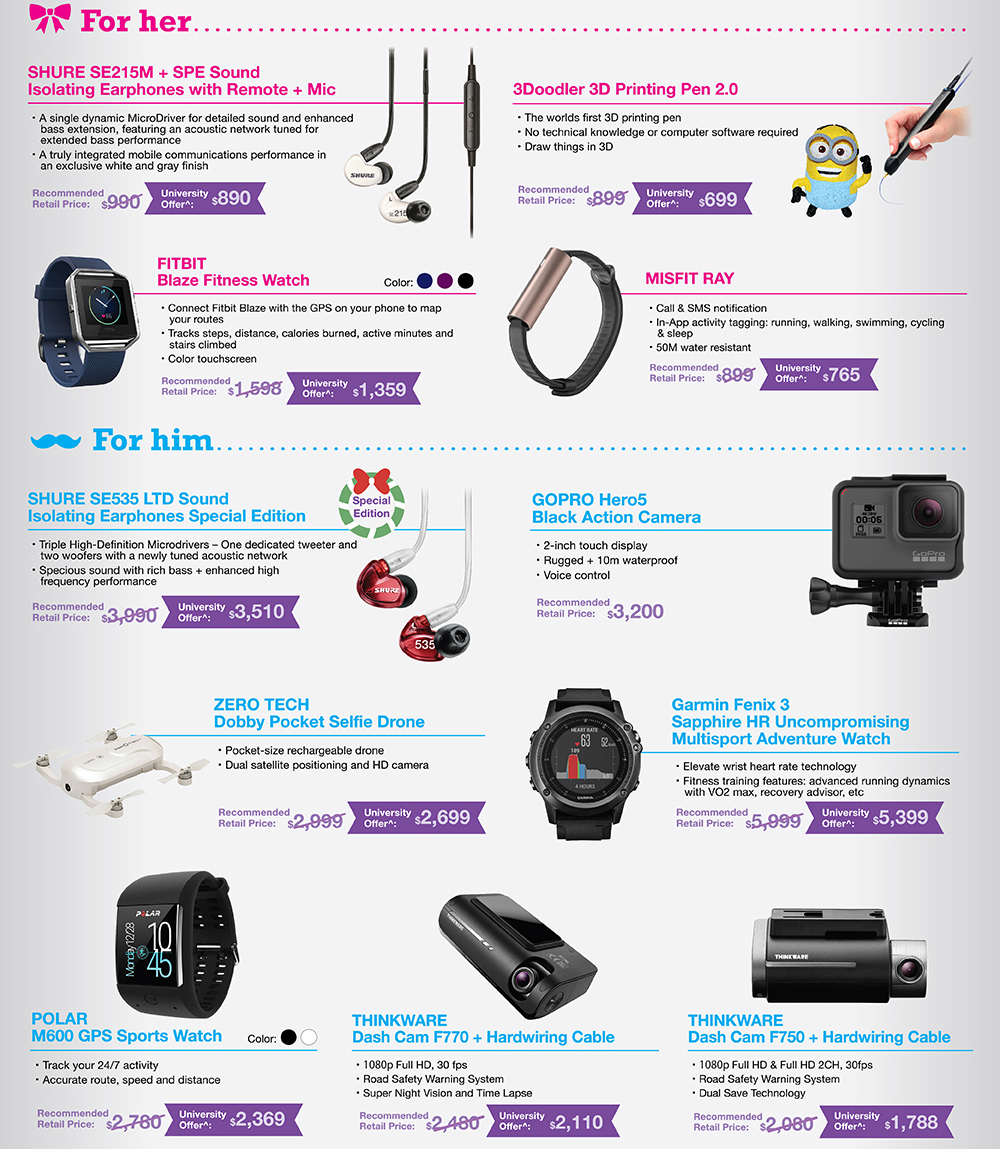 For her
SHURE SE215M + SPE Sound
Isolating Earphones with Remote + Mic
• A single dynamic MicroDriver for detailed sound and enhanced
bass extension, featuring an acoustic network tuned for
extended bass performance
• A truly integrated mobile communications performance in
an exclusive white and gray finish
Recommended
Retail Price: $990
University
Offer^: $890
SHURE
SE215
3Doodler 3D Printing Pen 2.0
• The worlds first 3D printing pen
• No technical knowledge or computer software required
• Draw things in 3D
Recommended
Retail Price: $899
University
Offer^: $699
FITBIT
Blaze Fitness Watch
Color:
• Connect Fitbit Blaze with the GPS on your phone to map
your routes
• Tracks steps, distance, calories burned, active minutes and
stairs climbed
• Color touchscreen
Recommended
Retail Price: $1,598
University
Offer^: $1,359
MISFIT RAY
• Call & SMS notification
• In-App activity tagging: running, walking, swimming, cycling
& sleep
• 50M water resistant
Recommended
Retail Price: $899
University
Offer^: $765
For him
SHURE SE535 LTD Sound
Isolating Earphones Special Edition
Special
Edition
• Triple High-Definition Microdrivers – One dedicated tweeter and
two woofers with a newly tuned acoustic network
• Specious sound with rich bass + enhanced high
frequency performance
Recommended
Retail Price: $3,990
University
Offer^: $3,510
SHURE
535
GOPRO Hero5
Black Action Camera
• 2-inch touch display
• Rugged + 10m waterproof
• Voice control
Recommended
Retail Price: $3,200
00:05
GoPro
GoPro
ZERO TECH
Dobby Pocket Selfie Drone
• Pocket-size rechargeable drone
• Dual satellite positioning and HD camera
Recommended
Retail Price: $2,999
University
Offer^: $2,699
HEART RATE
63
52
189
4 HOURS
GARMIN
Garmin Fenix 3
Sapphire HR Uncompromising
Multisport Adventure Watch
• Elevate wrist heart rate technology
• Fitness training features: advanced running dynamics
with VO2 max, recovery advisor, etc
Recommended
Retail Price: $5,999
University
Offer^: $5,399
POLAR
Monday 12/28
10
45
POLAR
M600 GPS Sports Watch
Color:
• Track your 24/7 activity
• Accurate route, speed and distance
Recommended
Retail Price: $2,780
University
Offer^: $2,369
THINKWARE
THINKWARE
Dash Cam F770 + Hardwiring Cable
• 1080p Full HD, 30 fps
• Road Safety Warning System
• Super Night Vision and Time Lapse
Recommended
Retail Price: $2,480
University
Offer^: $2,110
THINKWARE
THINKWARE
Dash Cam F750 + Hardwiring Cable
• 1080p Full HD & Full HD 2CH, 30fps
• Road Safety Warning System
• Dual Save Technology
Recommended
Retail Price: $2,080
University
Offer^: $1,788